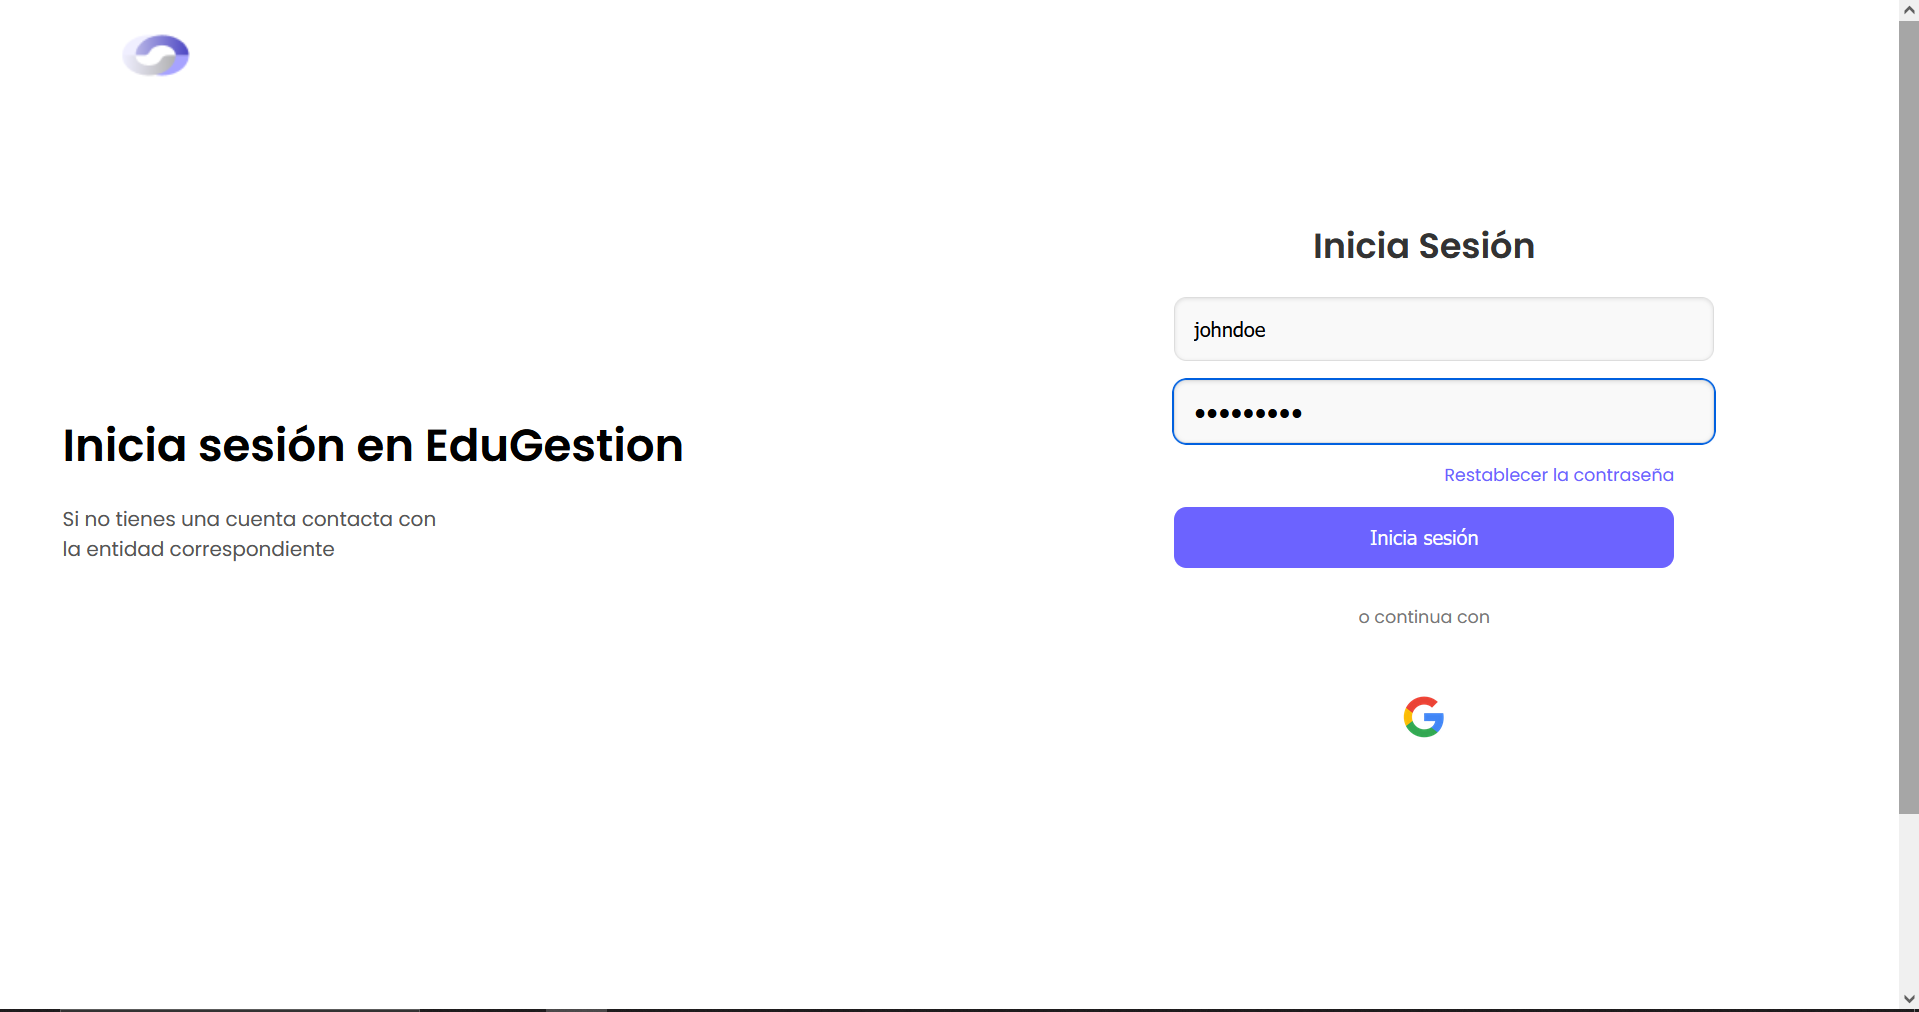 Inicia sesión en EduGestion
Si no tienes una cuenta contacta con
la entidad correspondiente
Inicia Sesión
johndoe
•••••••••
Restablecer la contraseña
Inicia sesión
o continua con